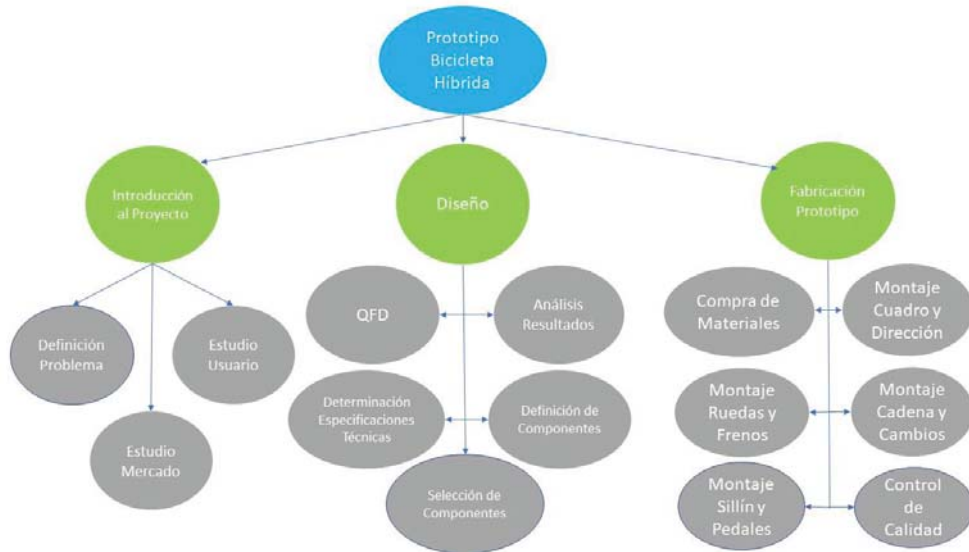 Prototipo
Bicicleta
Híbrida
Introducción
al Proyecto
Diseño
Fabricación
Prototipo
Definición
Problema
Estudio
Usuario
Estudio
Mercado
QFD
Análisis
Resultados
Determinación
Especificaciones
Técnicas
Definición de
Componentes
Selección de
Componentes
Compra de
Materiales
Montaje
Cuadro y
Dirección
Montaje
Ruedas y
Frenos
Montaje
Cadena y
Cambios
Montaje
Sillín y
Pedales
Control
de
Calidad